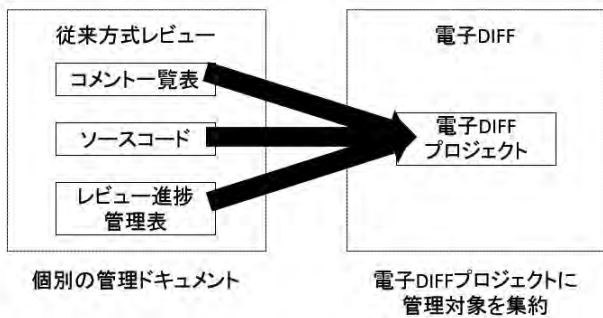 従来方式レビュー
コメント一覧表
ソースコード
レビュー進捗
管理表
個別の管理ドキュメント
電子DIFF
電子DIFF
プロジェクト
電子DIFFプロジェクトに
管理対象を集約